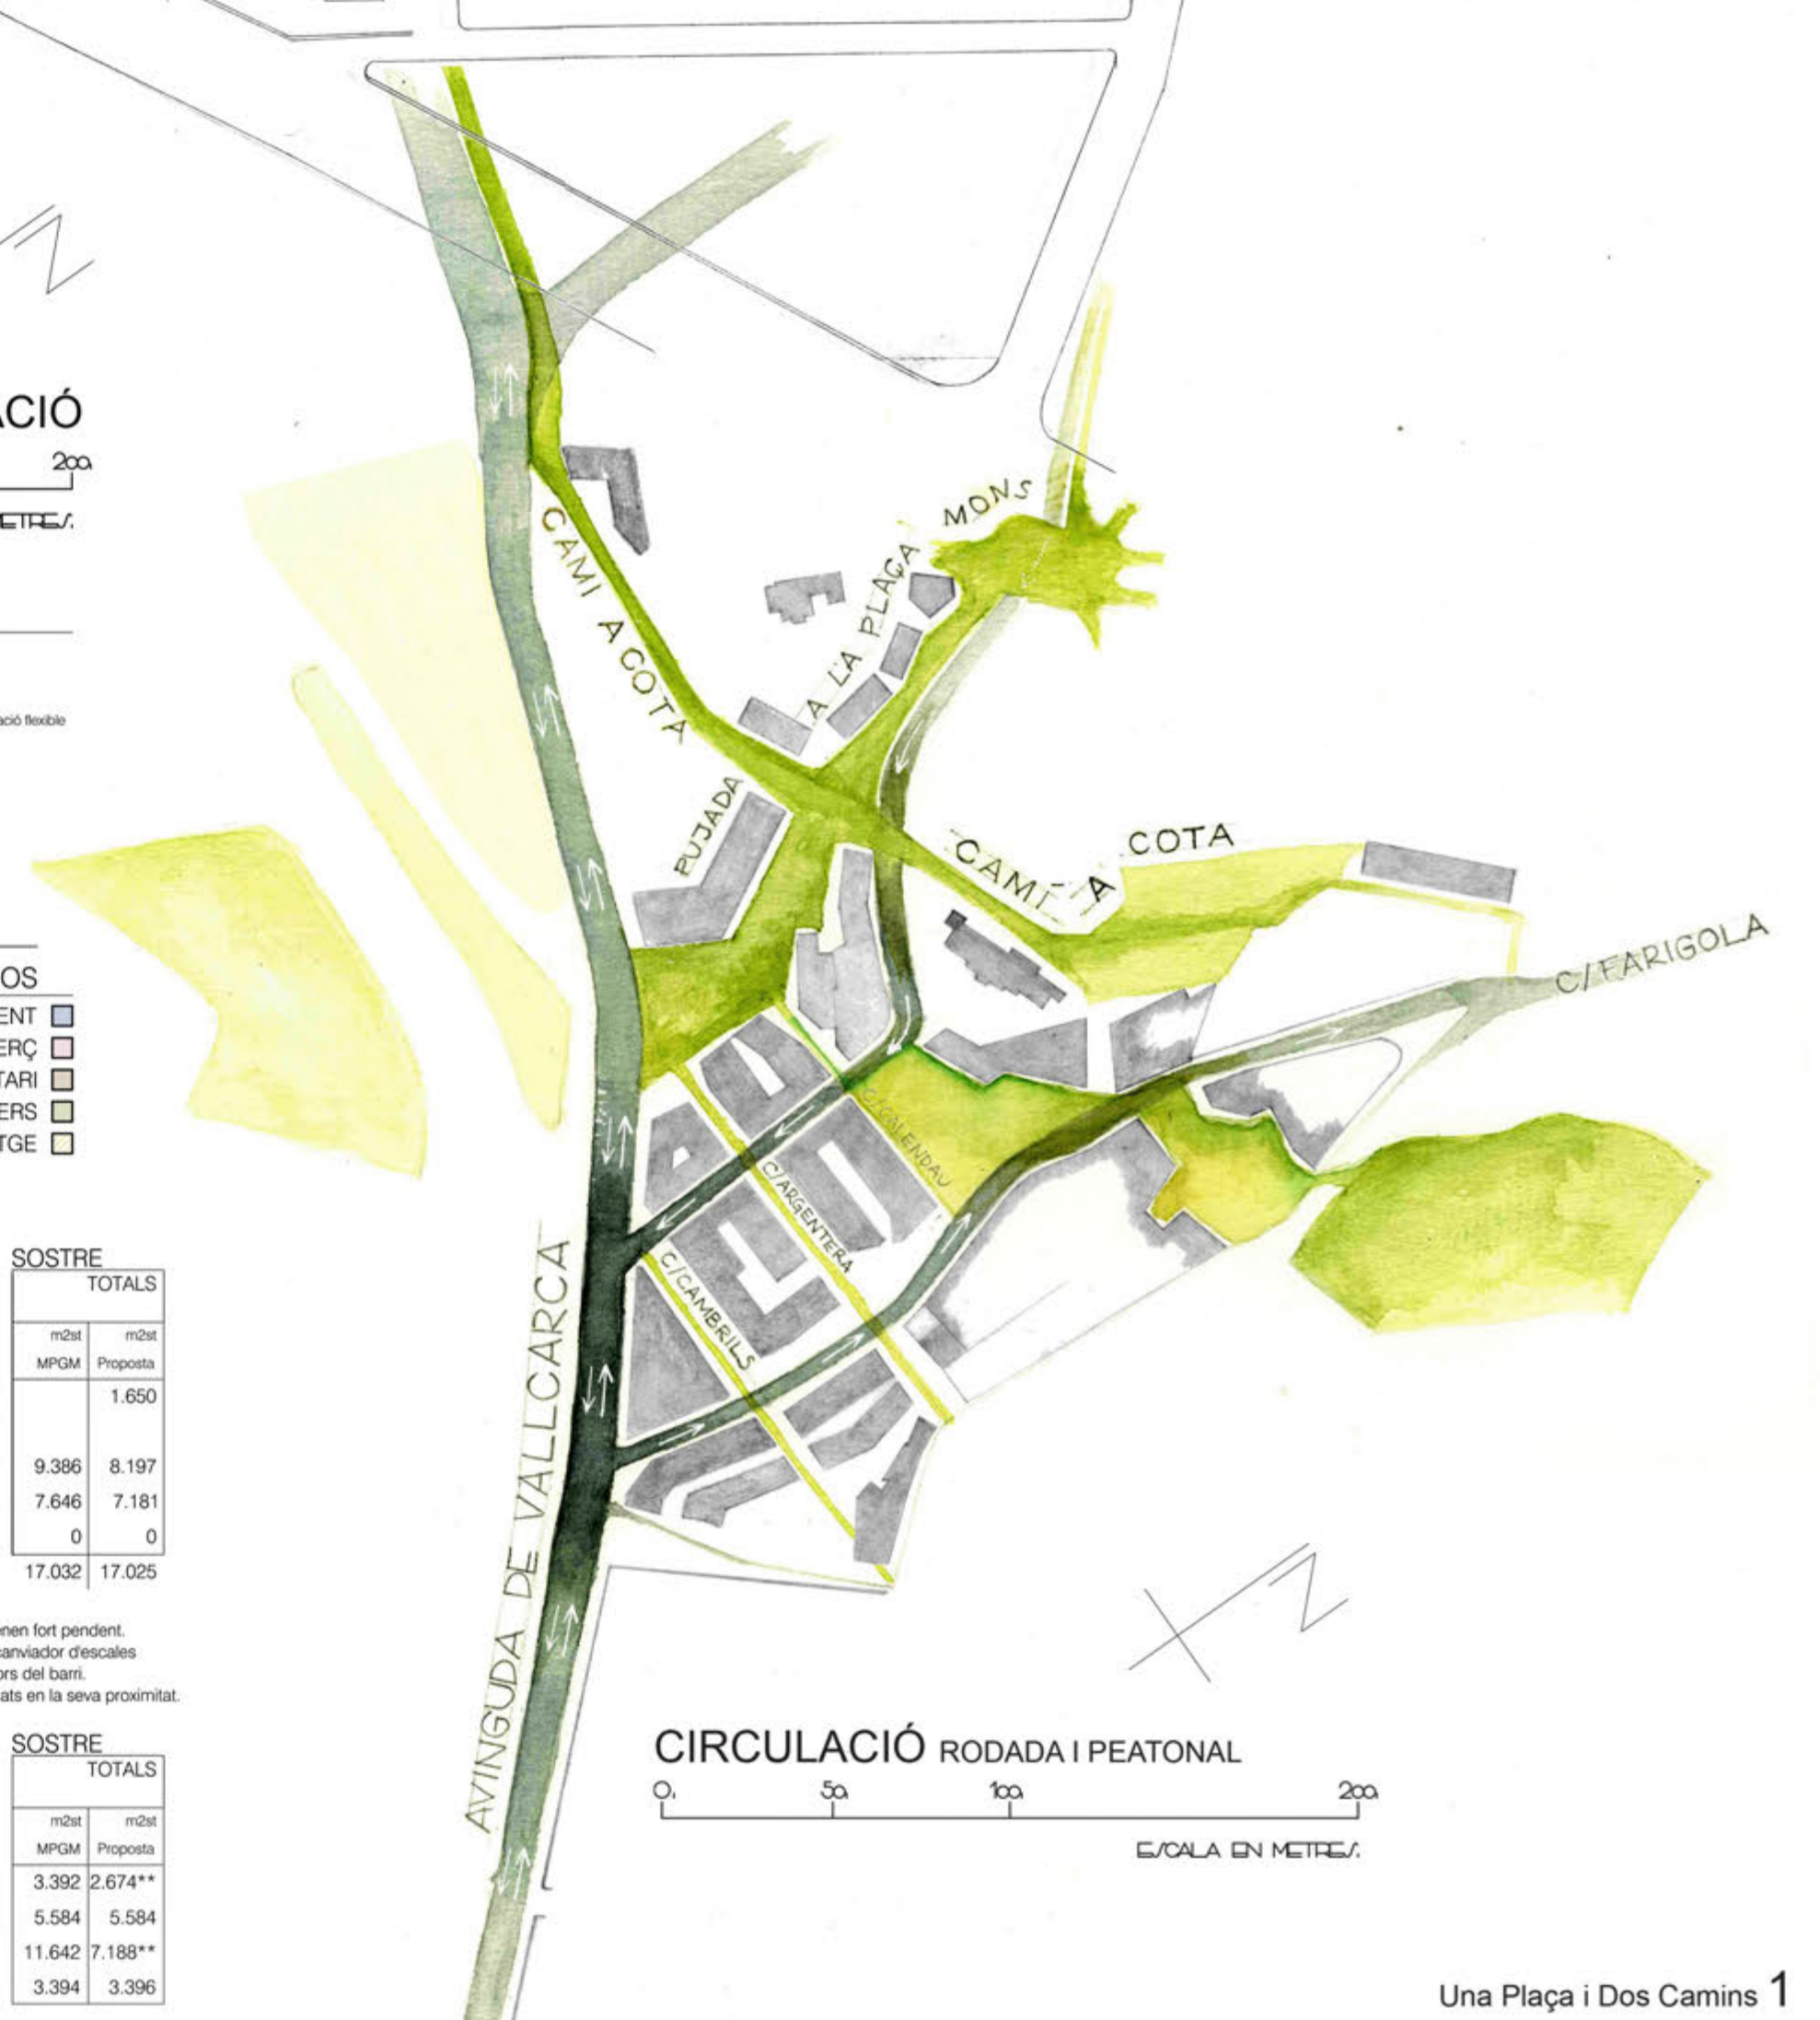 ACIÓ
200
METRES.
ació flexible
OS
ENT
ERÇ
TARI
ERS
TGE
SOSTRE
TOTALS
m2st m2st
MPGM Proposta
1.650
9.386 8.197
7.646 7.181
0 0
17.032 17.025
enen fort pendent.
canviador d'escales
ors del barri.
ats en la seva proximitat.
SOSTRE
TOTALS
m2st m2st
MPGM Proposta
3.392 2.674**
5.584 5.584
11.642 7.188**
3.394 3.396
CAMI A COTA
PUJADA A LA PLAÇA MONS
CAMI A COTA
C/FARIGOLA
C/GALENDAU
C/ARGENTERA
C/CAMBRILS
AVINGUDA DE VALLCARCA
CIRCULACIÓ RODADA I PEATONAL
0. 50. 100. 200.
ESCALA EN METRES.
Una Plaça i Dos Camins 1